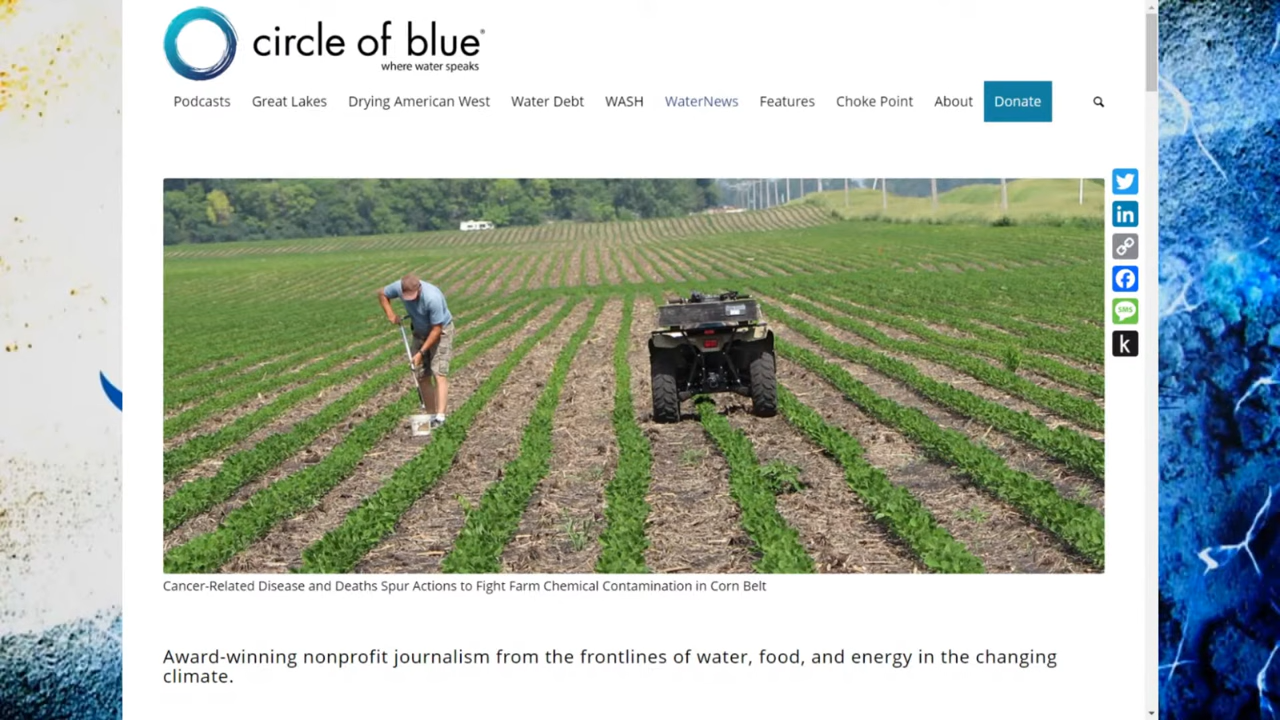 circle of blue®
where water speaks
Podcasts Great Lakes Drying American West Water Debt WASH WaterNews Features Choke Point About Donate
in
SMS
k
Cancer-Related Disease and Deaths Spur Actions to Fight Farm Chemical Contamination in Corn Belt
Award-winning nonprofit journalism from the frontlines of water, food, and energy in the changing
climate.